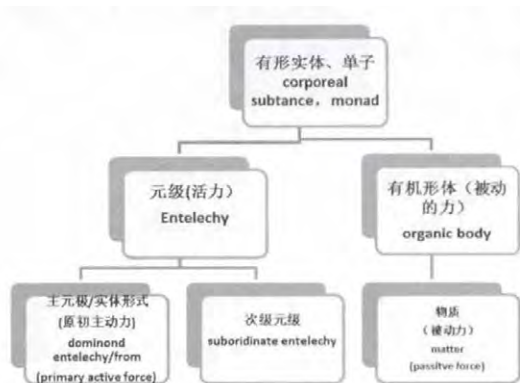 有形实体、单子
corporeal
subtance，monad
元级(活力）
Entelechy
有机形体（被动
的力）
organic body
主元极/实体形式
(原初主动力）
dominond
entelechy/from
(primary active force)
次级元级
suboridinate entelechy
物质
（被动力）
matter
(passitve force)